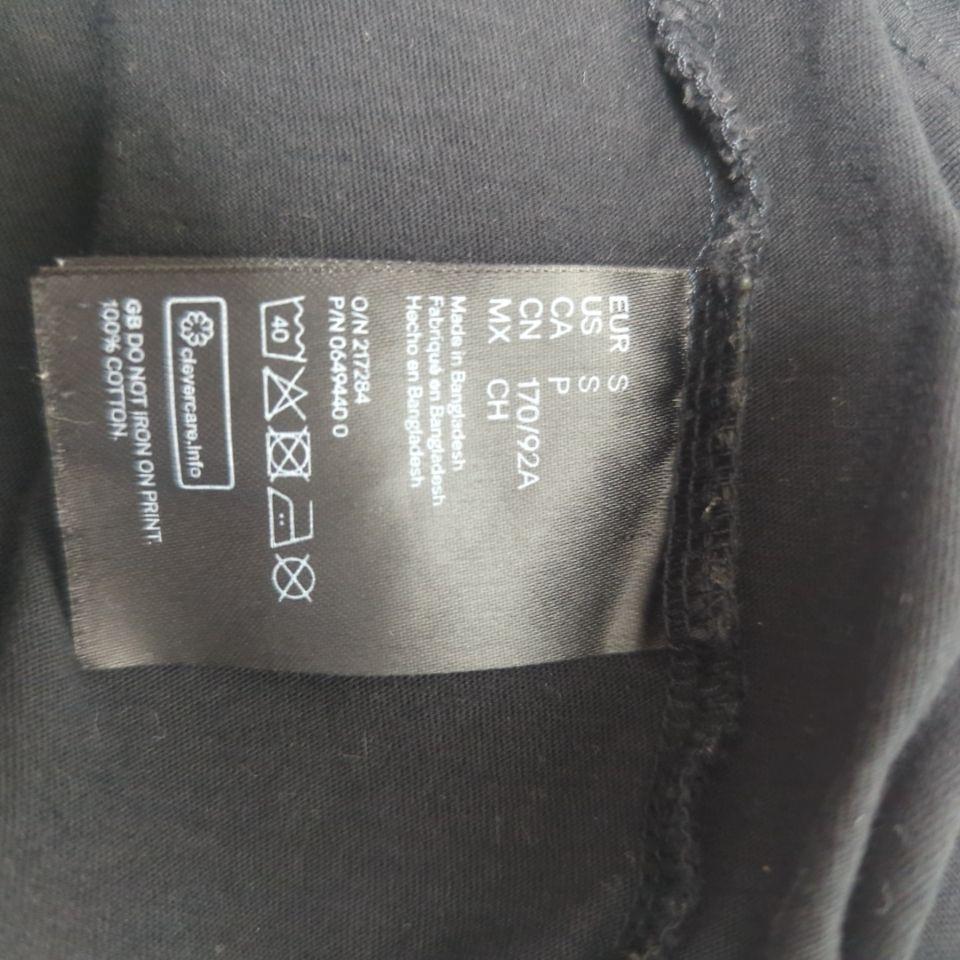 EUR S
US S
CA P
CN 170/92A
MX CH
Made in Bangladesh
Fabriqué en Bangladesh
Hecho en Bangladesh
O/N 217284
P/N 0649840 0
40
clevercare.info
GB DO NOT IRON ON PRINT.
100% COTTON.